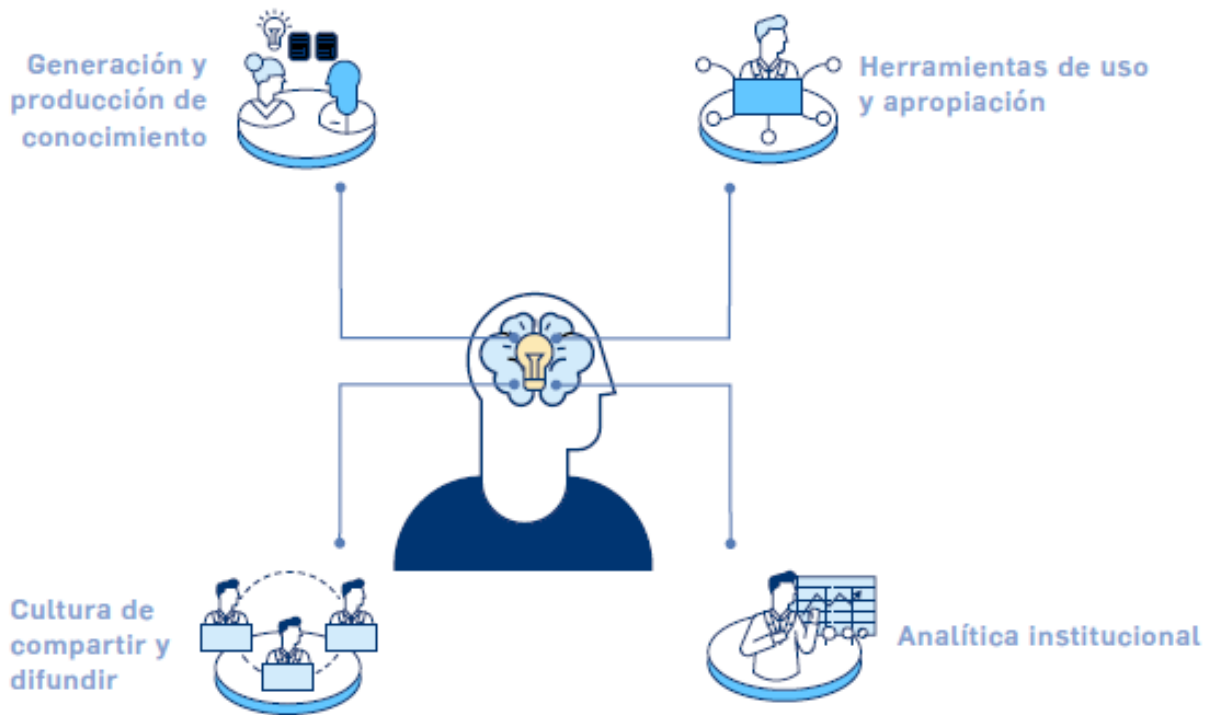 Generación y
producción de
conocimiento
Herramientas de uso
y apropiación
Cultura de
compartir y
difundir
Analítica institucional